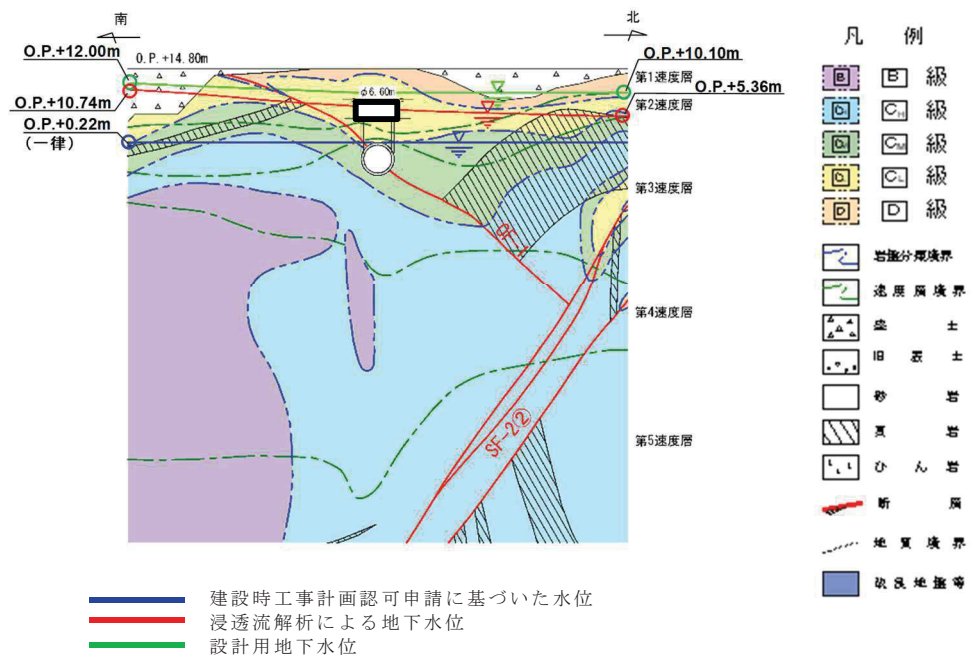 南
北
O.P.+12.00m
O.P.+14.80m
O.P.+10.10m
第1速度層
O.P.+5.36m
φ6.60m
第2速度層
O.P.+10.74m
O.P.+0.22m
(一律)
第3速度層
第4速度層
SF-2②
第5速度層
建設時工事計画認可申請に基づいた水位
浸透流解析による地下水位
設計用地下水位
凡 例
B B 級
CH 級
CM 級
CL 級
D D 級
岩盤分類境界
速度層境界
盛 土
旧 表 土
砂 岩
頁 岩
ひ ん 岩
断 層
地 質 境 界
改 良 地 盤 等